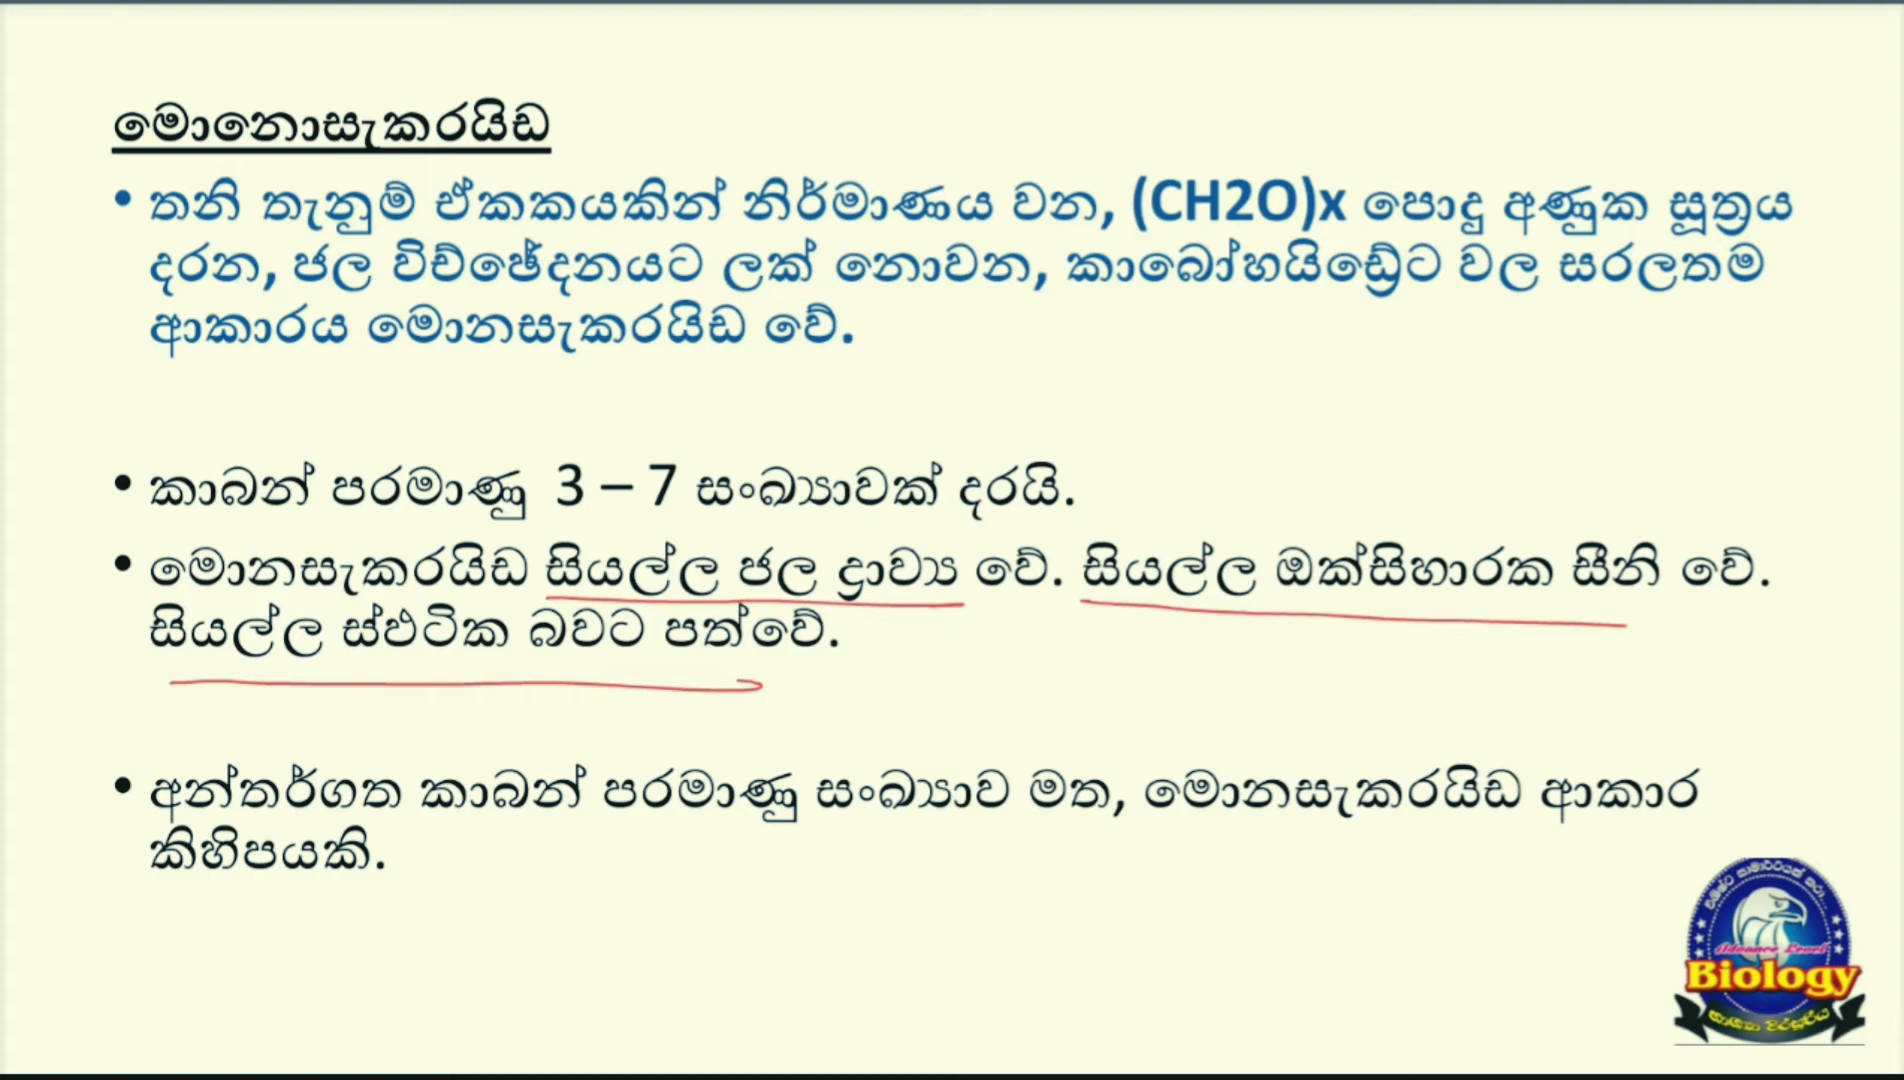 මොනොසැකරයිඩ
• තනි තැනුම් ඒකකයකින් නිර්මාණය වන, (CH2O)x පොදු අණුක සූත්‍රය
දරන, ජල විච්ඡේදනයට ලක් නොවන, කාබෝහයිඩ්‍රේට වල සරලතම
ආකාරය මොනසැකරයිඩ වේ.
• කාබන් පරමාණු 3 – 7 සංඛ්‍යාවක් දරයි.
• මොනසැකරයිඩ සියල්ල ජල ද්‍රාව්‍ය වේ. සියල්ල ඔක්සිහාරක සීනි වේ.
සියල්ල ස්ඵටික බවට පත්වේ.
• අන්තර්ගත කාබන් පරමාණු සංඛ්‍යාව මත, මොනසැකරයිඩ ආකාර
කිහිපයකි.
Advance Level
Biology